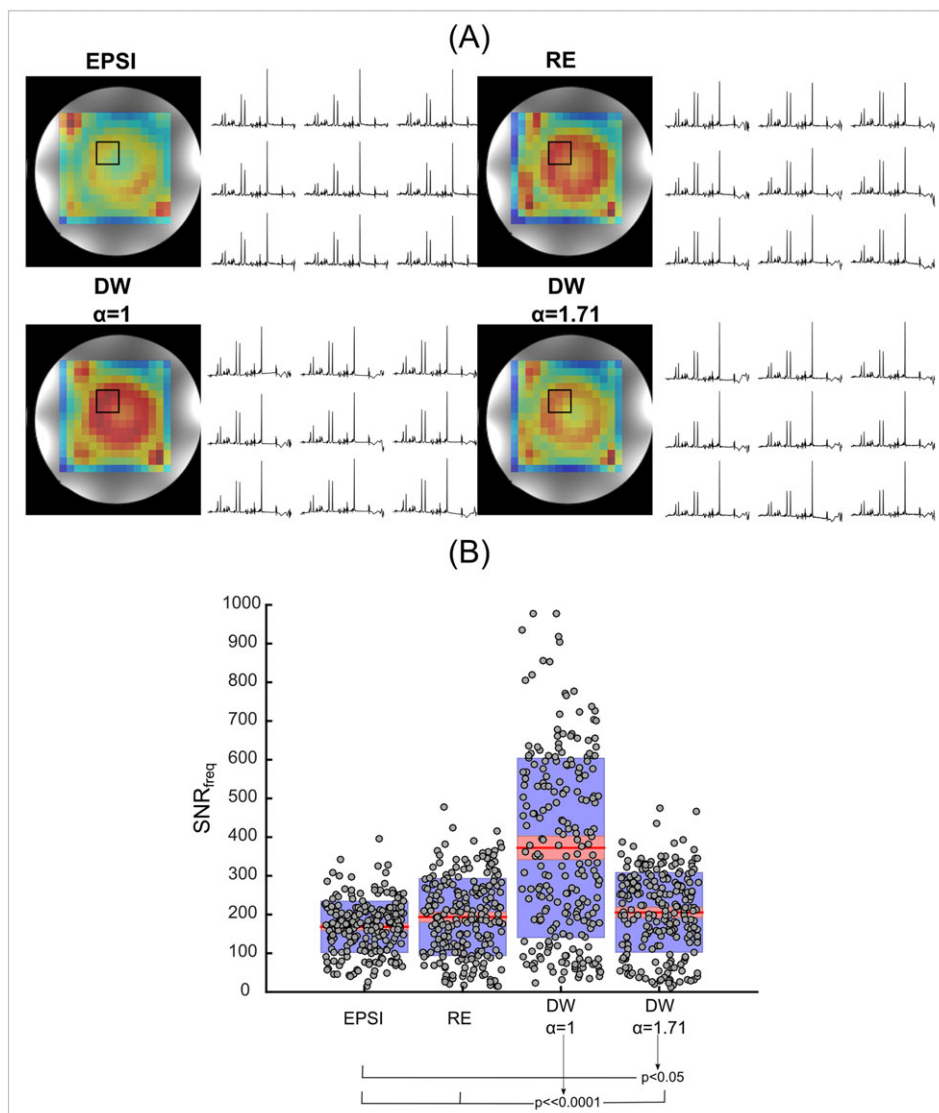 (A)
EPSI
RE
DW
α=1
DW
α=1.71
(B)
1000
900
800
700
600
500
400
300
200
100
0
SNRfreq
EPSI
RE
DW
α=1
DW
α=1.71
p<0.05
p<<0.0001